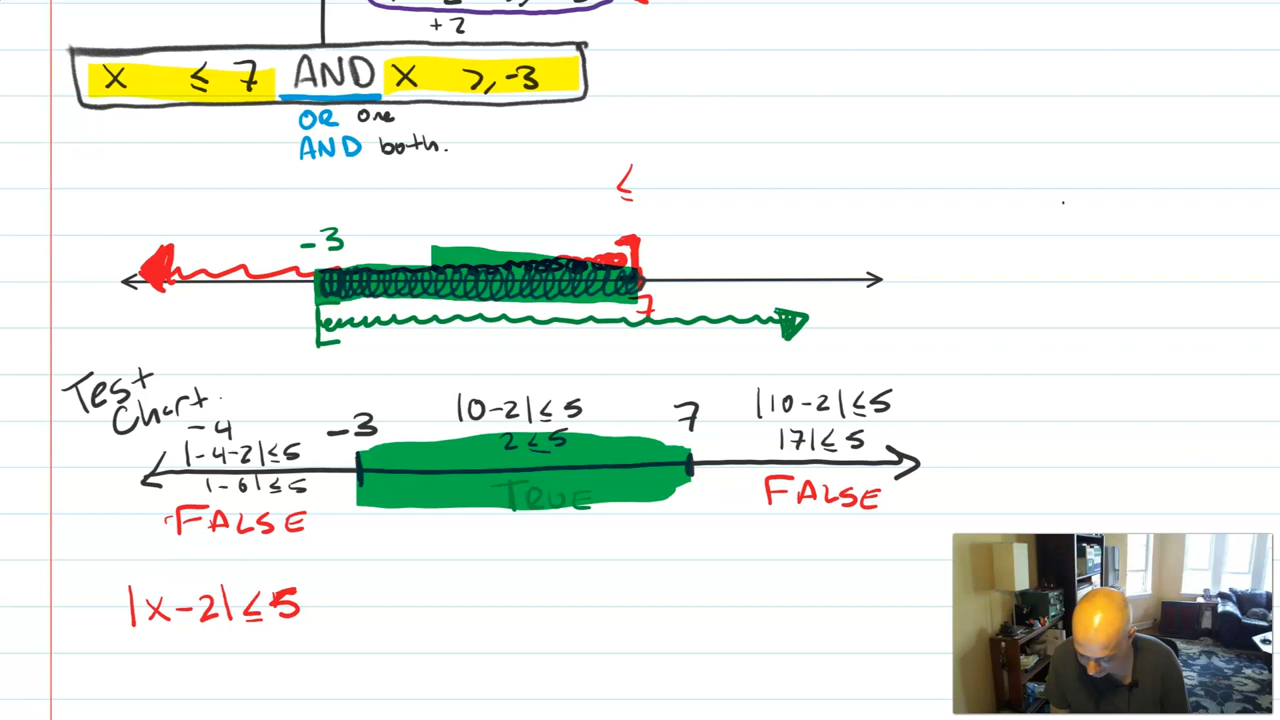 +2
X ≤ 7 AND X ≥ -3
OR one
AND both.
≤
-3
7
Test
Chart.
-4
|-4-2|≤5
|-6|≤5
FALSE
-3
|0-2|≤5
2≤5
TRUE
7
|10-2|≤5
|7|≤5
FALSE
|x-2|≤5